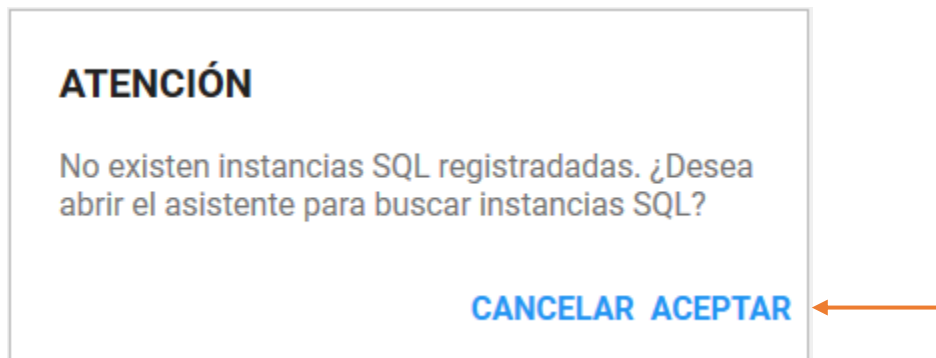 ATENCIÓN
No existen instancias SQL registradadas. ¿Desea
abrir el asistente para buscar instancias SQL?
CANCELAR ACEPTAR